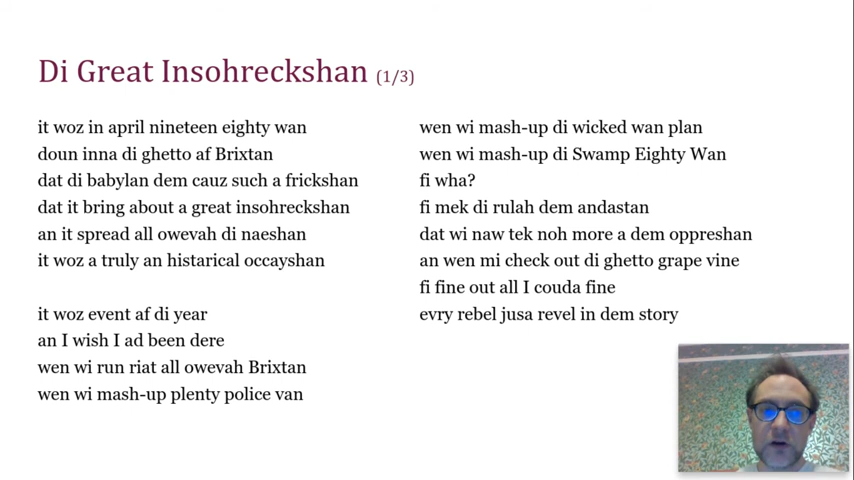 Di Great Insohreckshan (1/3)
it woz in april nineteen eighty wan
doun inna di ghetto af Brixtan
dat di babylan dem cauz such a frickshan
dat it bring about a great insohreckshan
an it spread all owevah di naeshan
it woz a truly an histarical occayshan
it woz event af di year
an I wish I ad been dere
wen wi run riat all owevah Brixtan
wen wi mash-up plenty police van
wen wi mash-up di wicked wan plan
wen wi mash-up di Swamp Eighty Wan
fi wha?
fi mek di rulah dem andastan
dat wi naw tek noh more a dem oppreshan
an wen mi check out di ghetto grape vine
fi fine out all I couda fine
evry rebel jusa revel in dem story